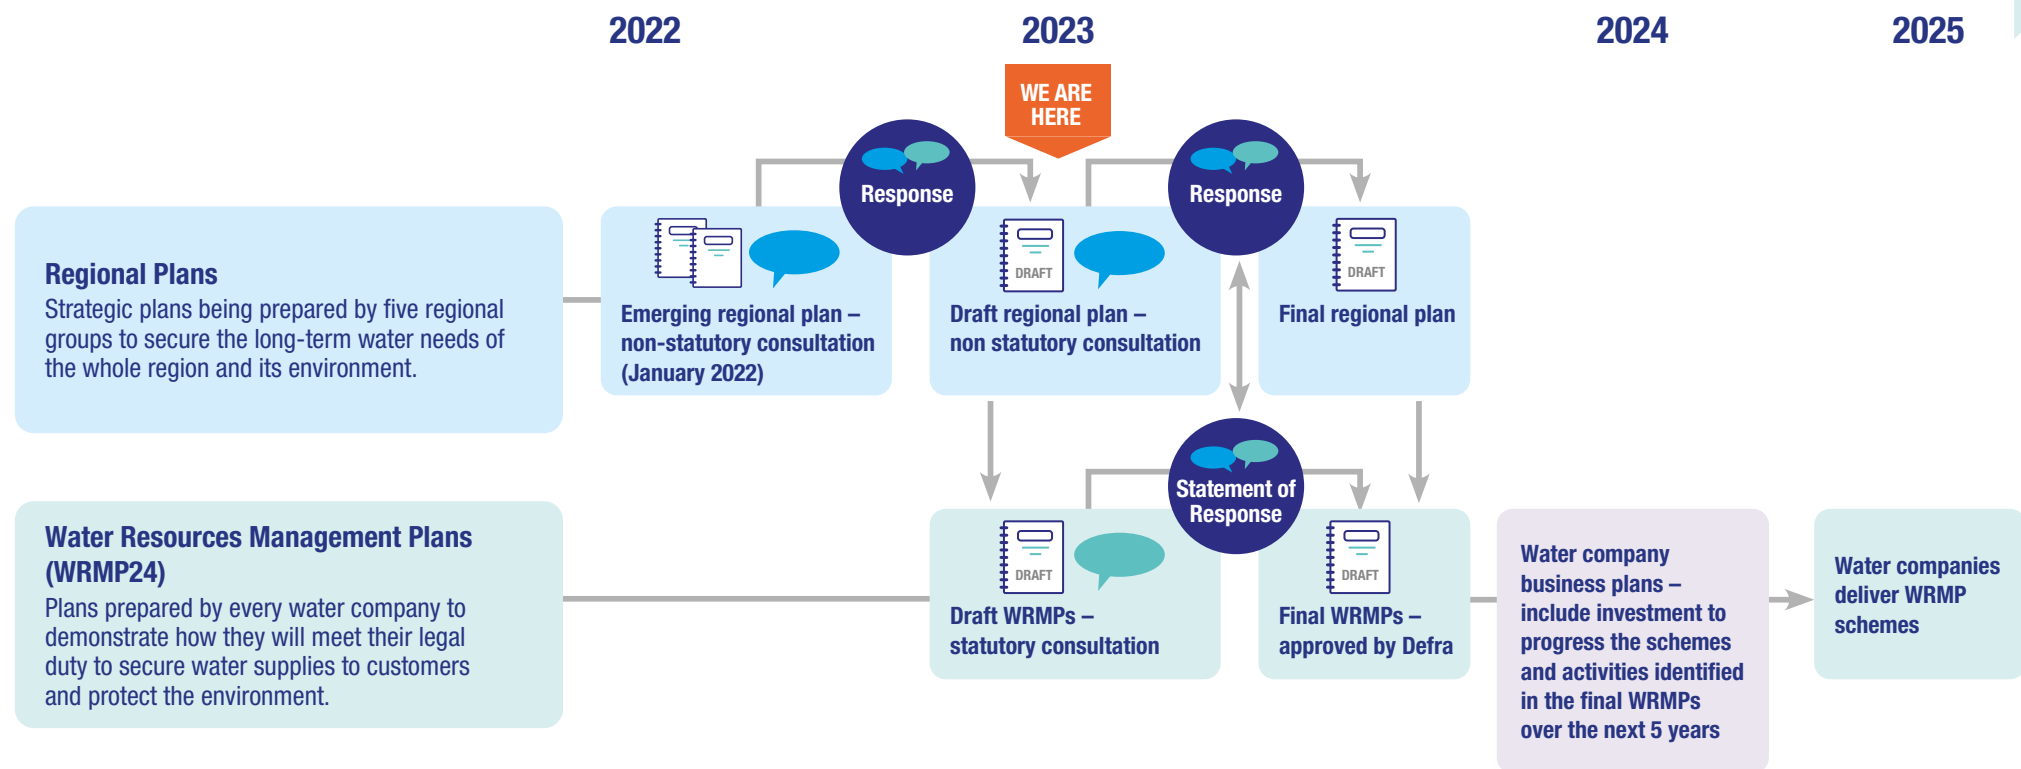 2022
2023
2024
2025
WE ARE
HERE
Response
Response
Regional Plans
Strategic plans being prepared by five regional
groups to secure the long-term water needs of
the whole region and its environment.
Emerging regional plan –
non-statutory consultation
(January 2022)
DRAFT
Draft regional plan –
non statutory consultation
DRAFT
Final regional plan
Statement of
Response
Water Resources Management Plans
(WRMP24)
Plans prepared by every water company to
demonstrate how they will meet their legal
duty to secure water supplies to customers
and protect the environment.
DRAFT
Draft WRMPs –
statutory consultation
DRAFT
Final WRMPs –
approved by Defra
Water company
business plans –
include investment to
progress the schemes
and activities identified
in the final WRMPs
over the next 5 years
Water companies
deliver WRMP
schemes